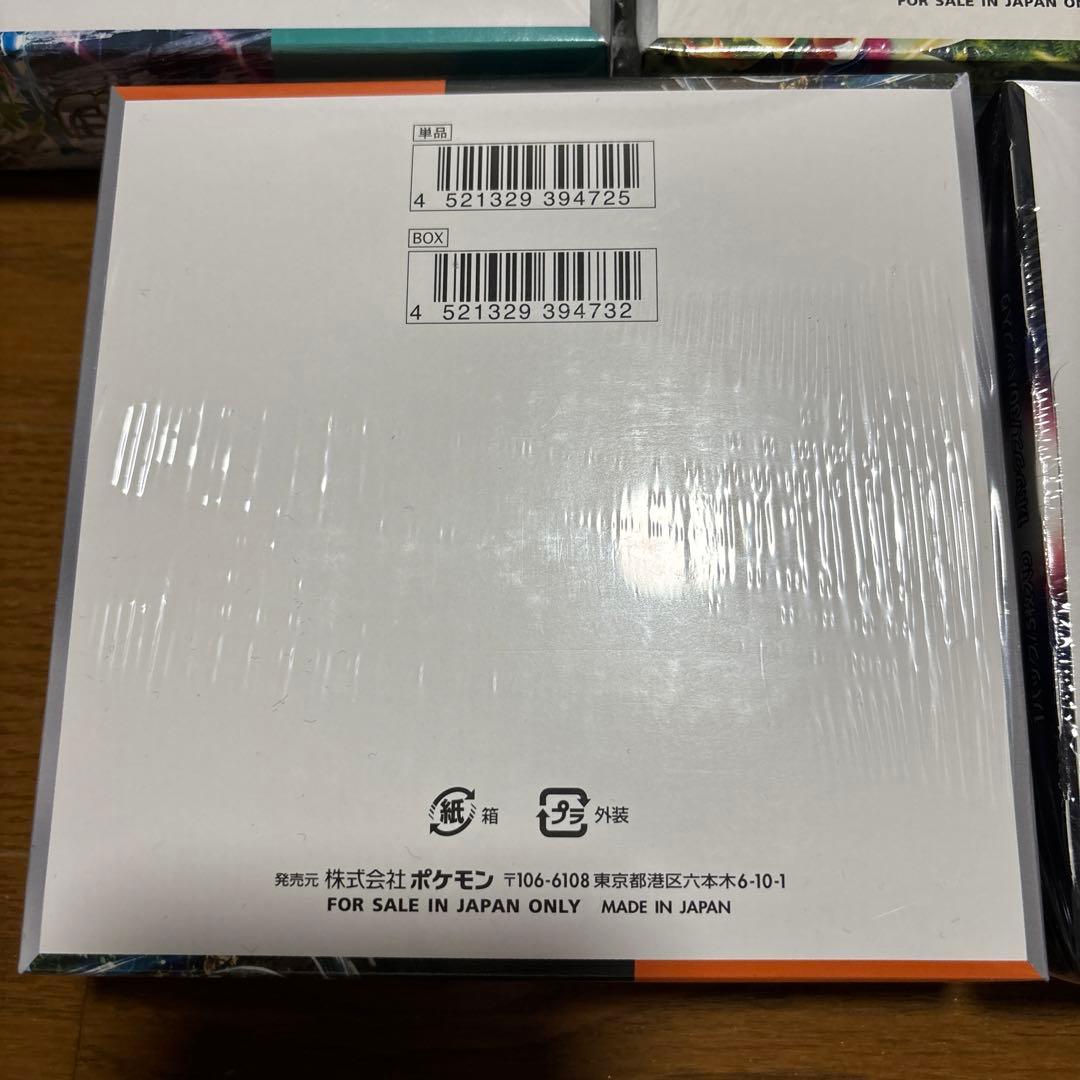 FOR SALE IN JAPAN
単品
4 521329 394725
BOX
4 521329 394732
紙 箱
プラ 外装
発売元 株式会社 ポケモン 〒106-6108 東京都港区六本木6-10-1
FOR SALE IN JAPAN ONLY MADE IN JAPAN